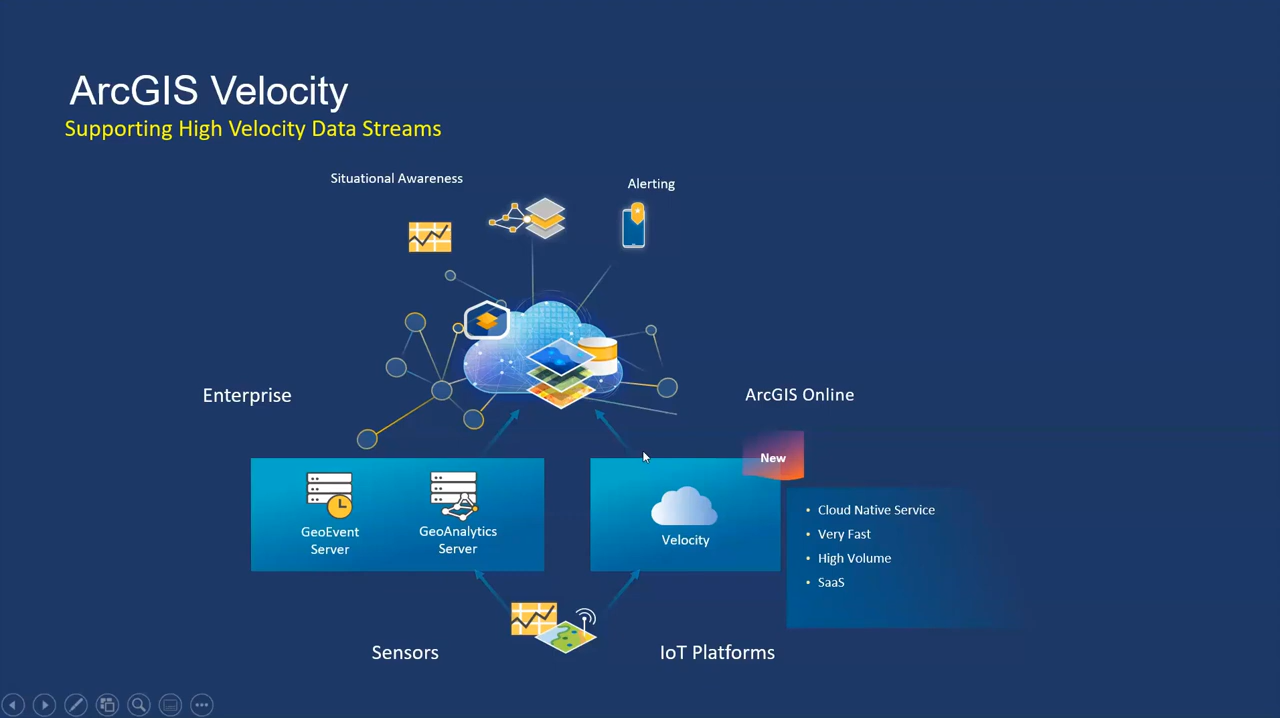 ArcGIS Velocity
Supporting High Velocity Data Streams
Situational Awareness
Alerting
Enterprise
ArcGIS Online
New
GeoEvent
Server
GeoAnalytics
Server
Velocity
• Cloud Native Service
• Very Fast
• High Volume
• SaaS
Sensors
IoT Platforms